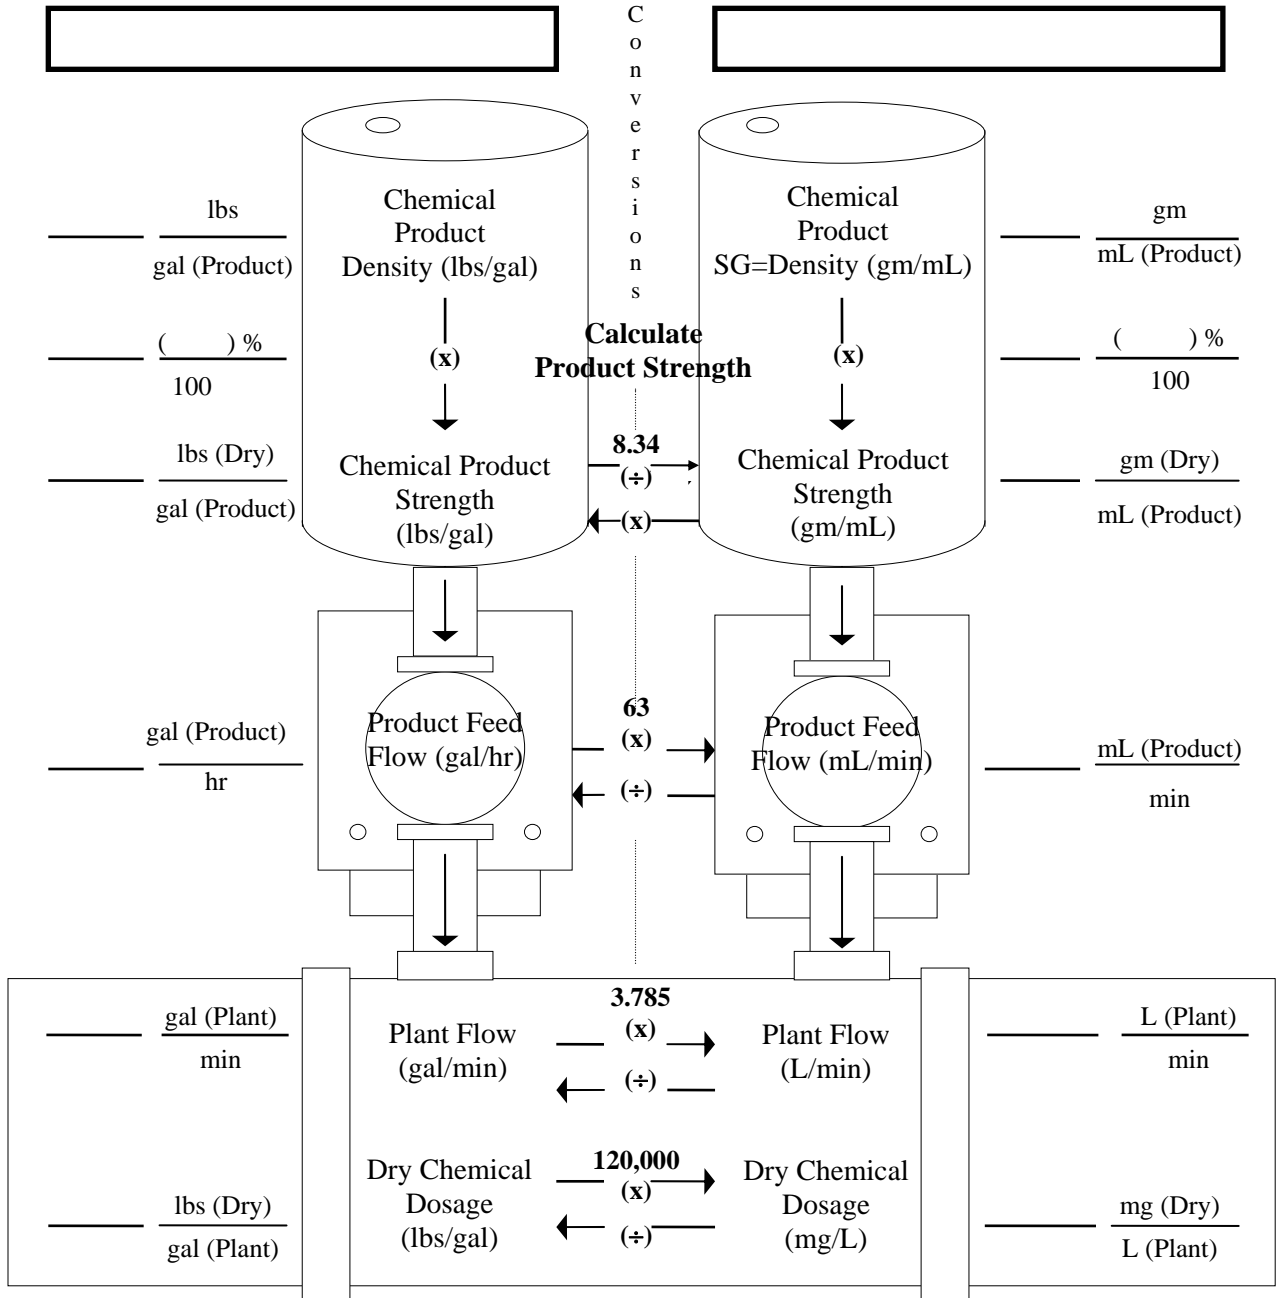 C
o
n
v
e
r
s
i
o
n
s
lbs
gal (Product)
Chemical
Product
Density (lbs/gal)
Chemical
Product
SG=Density (gm/mL)
gm
mL (Product)
( ) %
100
(x)
Calculate
Product Strength
(x)
( ) %
100
lbs (Dry)
gal (Product)
Chemical Product
Strength
(lbs/gal)
8.34
(÷)
(x)
Chemical Product
Strength
(gm/mL)
gm (Dry)
mL (Product)
gal (Product)
hr
Product Feed
Flow (gal/hr)
63
(x)
(÷)
Product Feed
Flow (mL/min)
mL (Product)
min
gal (Plant)
min
Plant Flow
(gal/min)
3.785
(x)
(÷)
Plant Flow
(L/min)
L (Plant)
min
lbs (Dry)
gal (Plant)
Dry Chemical
Dosage
(lbs/gal)
120,000
(x)
(÷)
Dry Chemical
Dosage
(mg/L)
mg (Dry)
L (Plant)